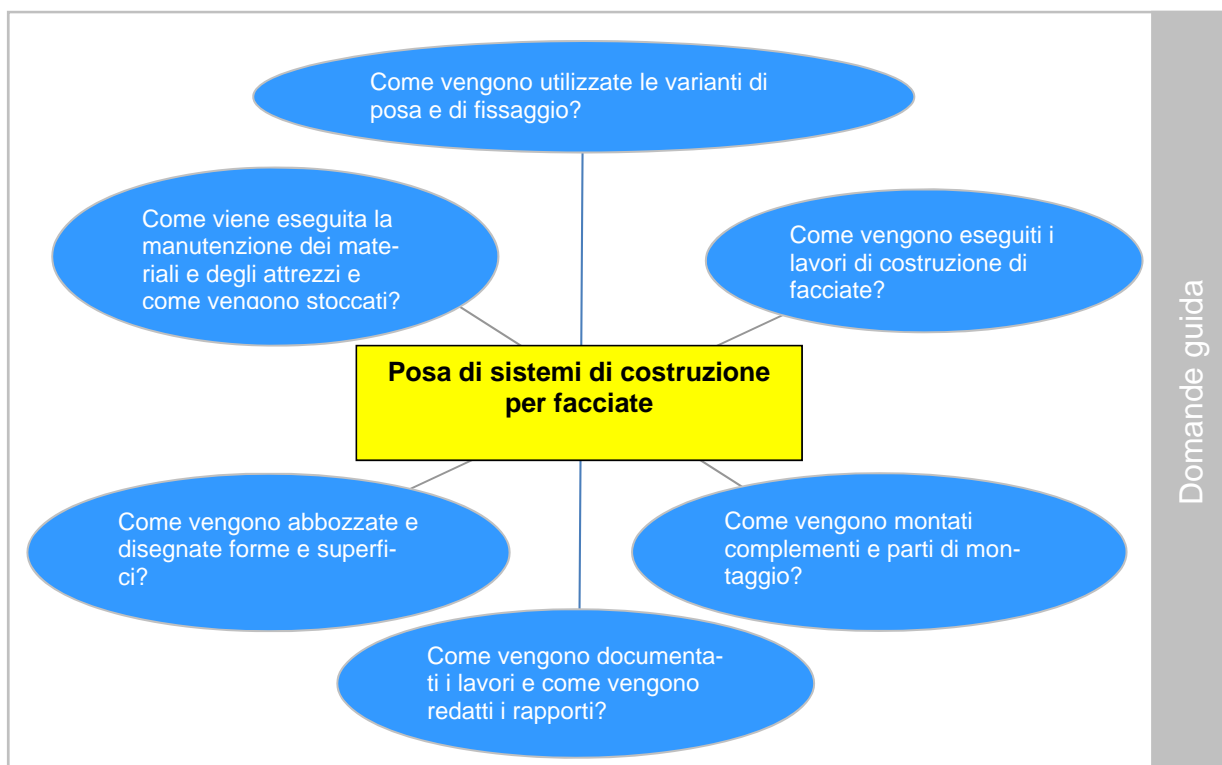 Come vengono utilizzate le varianti di
posa e di fissaggio?
Come viene eseguita la
manutenzione dei mate-
riali e degli attrezzi e
come vengono stoccati?
Come vengono eseguiti i
lavori di costruzione di
facciate?
Posa di sistemi di costruzione
per facciate
Come vengono abbozzate e
disegnate forme e superfi-
ci?
Come vengono montati
complementi e parti di mon-
taggio?
Come vengono documenta-
ti i lavori e come vengono
redatti i rapporti?
Domande guida